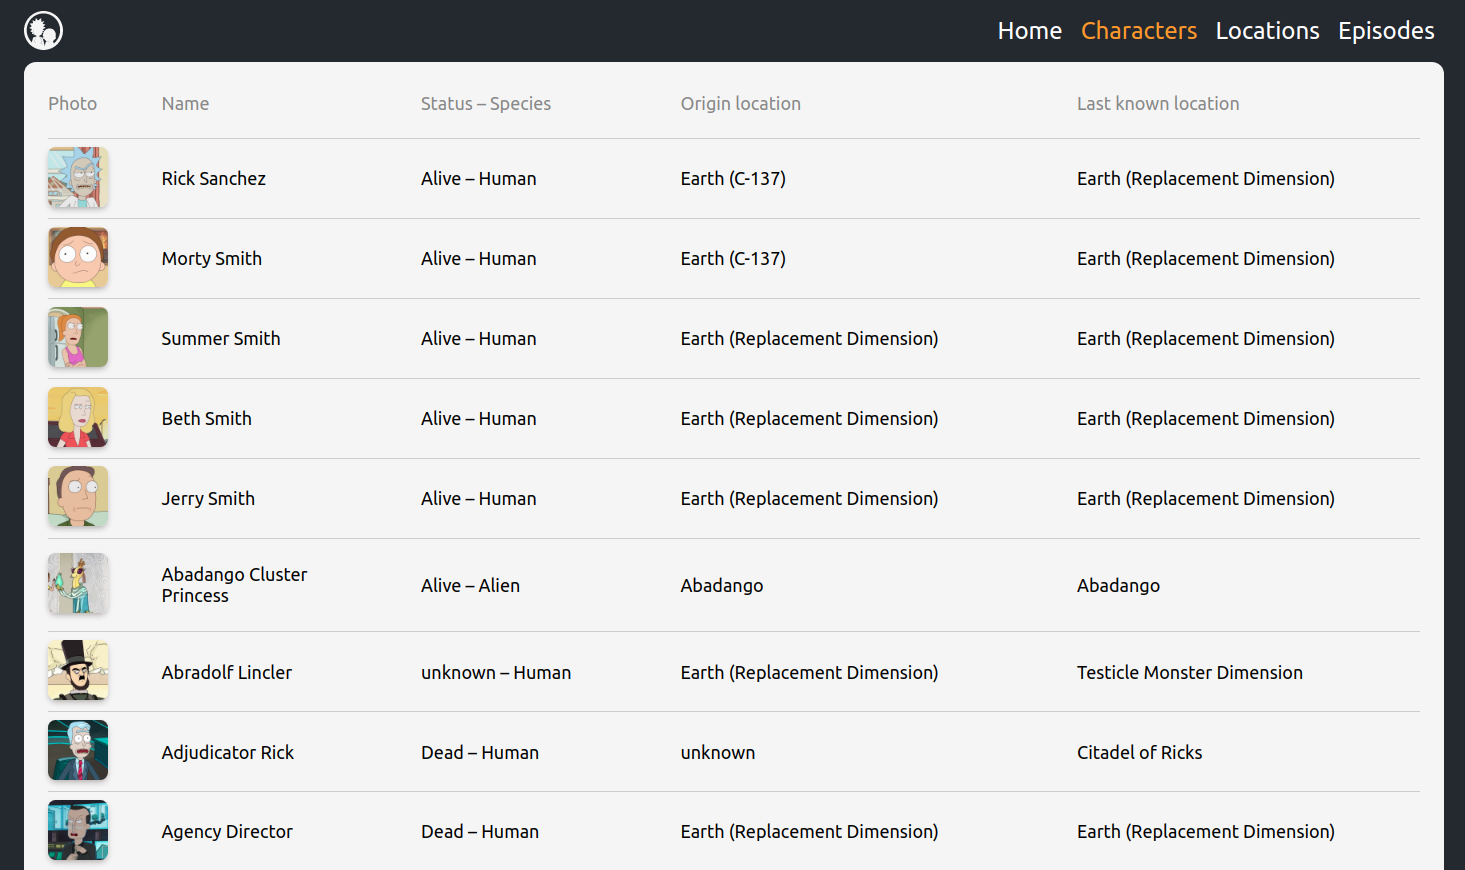 Home Characters Locations Episodes
Photo Name Status – Species Origin location Last known location
Rick Sanchez Alive – Human Earth (C-137) Earth (Replacement Dimension)
Morty Smith Alive – Human Earth (C-137) Earth (Replacement Dimension)
Summer Smith Alive – Human Earth (Replacement Dimension) Earth (Replacement Dimension)
Beth Smith Alive – Human Earth (Replacement Dimension) Earth (Replacement Dimension)
Jerry Smith Alive – Human Earth (Replacement Dimension) Earth (Replacement Dimension)
Abadango Cluster
Princess Alive – Alien Abadango Abadango
Abradolf Lincler unknown – Human Earth (Replacement Dimension) Testicle Monster Dimension
Adjudicator Rick Dead – Human unknown Citadel of Ricks
Agency Director Dead – Human Earth (Replacement Dimension) Earth (Replacement Dimension)